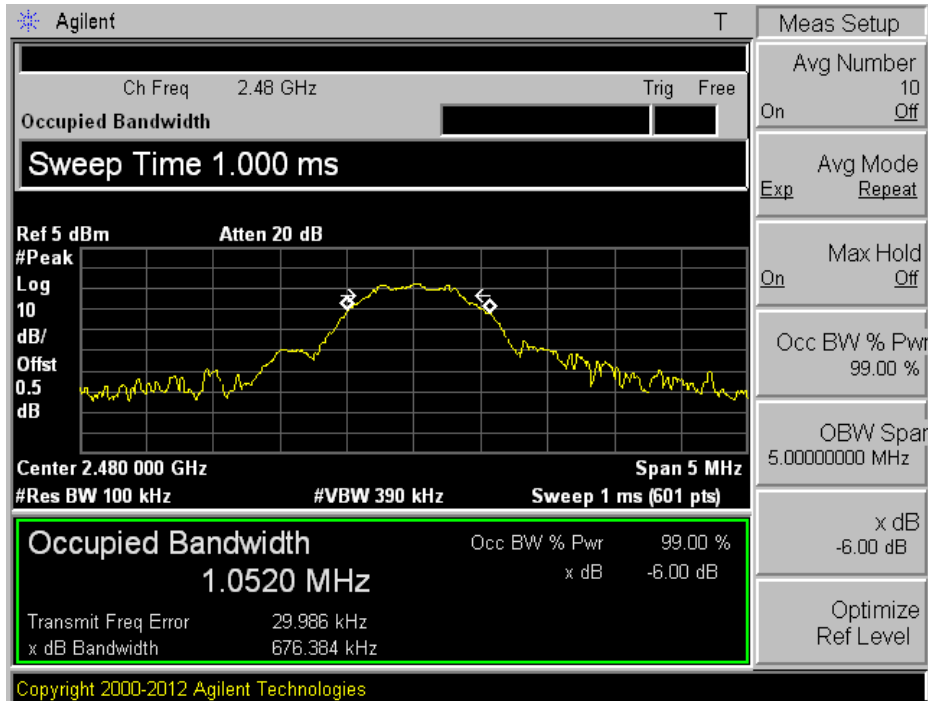 Agilent T
Ch Freq 2.48 GHz Trig Free
Occupied Bandwidth
Sweep Time 1.000 ms
Ref 5 dBm Atten 20 dB
#Peak
Log
10
dB/
Offst
0.5
dB
Center 2.480 000 GHz Span 5 MHz
#Res BW 100 kHz #VBW 390 kHz Sweep 1 ms (601 pts)
Occupied Bandwidth Occ BW % Pwr 99.00 %
1.0520 MHz x dB -6.00 dB
Transmit Freq Error 29.986 kHz
x dB Bandwidth 676.384 kHz
Copyright 2000-2012 Agilent Technologies
Meas Setup
Avg Number
10
On Off
Avg Mode
Exp Repeat
Max Hold
On Off
Occ BW % Pwr
99.00 %
OBW Span
5.00000000 MHz
x dB
-6.00 dB
Optimize
Ref Level